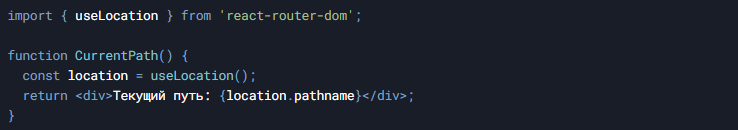 import { useLocation } from 'react-router-dom';
function CurrentPath() {
const location = useLocation();
return <div>Текущий путь: {location.pathname}</div>;
}